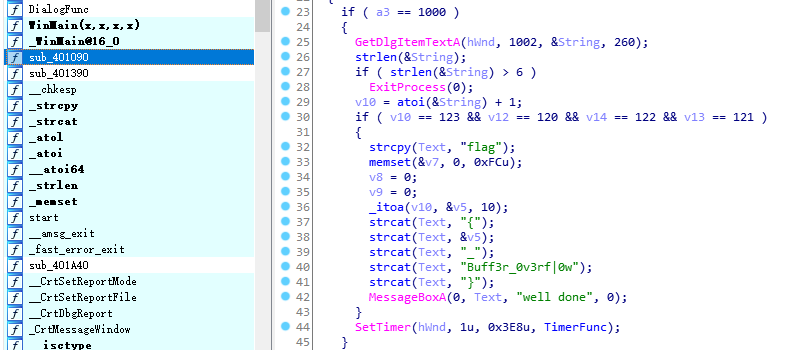 DialogFunc
WinMain(x,x,x,x)
_WinMain@16_0
sub_401090
sub_401390
__chkesp
_strcpy
_strcat
_atol
_atoi
__atoi64
_strlen
_memset
start
__amsg_exit
_fast_error_exit
sub_401A40
__CrtSetReportMode
__CrtSetReportFile
__CrtDbgReport
_CrtMessageWindow
__isctype
23 if ( a3 == 1000 )
24 {
25 GetDlgItemTextA(hWnd, 1002, &String, 260);
26 strlen(&String);
27 if ( strlen(&String) > 6 )
28 ExitProcess(0);
29 v10 = atoi(&String) + 1;
30 if ( v10 == 123 && v12 == 120 && v14 == 122 && v13 == 121 )
31 {
32 strcpy(Text, "flag");
33 memset(&v7, 0, 0xFCu);
34 v8 = 0;
35 v9 = 0;
36 _itoa(v10, &v5, 10);
37 strcat(Text, "{");
38 strcat(Text, &v5);
39 strcat(Text, "_");
40 strcat(Text, "Buff3r_0v3rf|0w");
41 strcat(Text, "}");
42 MessageBoxA(0, Text, "well done", 0);
43 }
44 SetTimer(hWnd, 1u, 0x3E8u, TimerFunc);
45 }